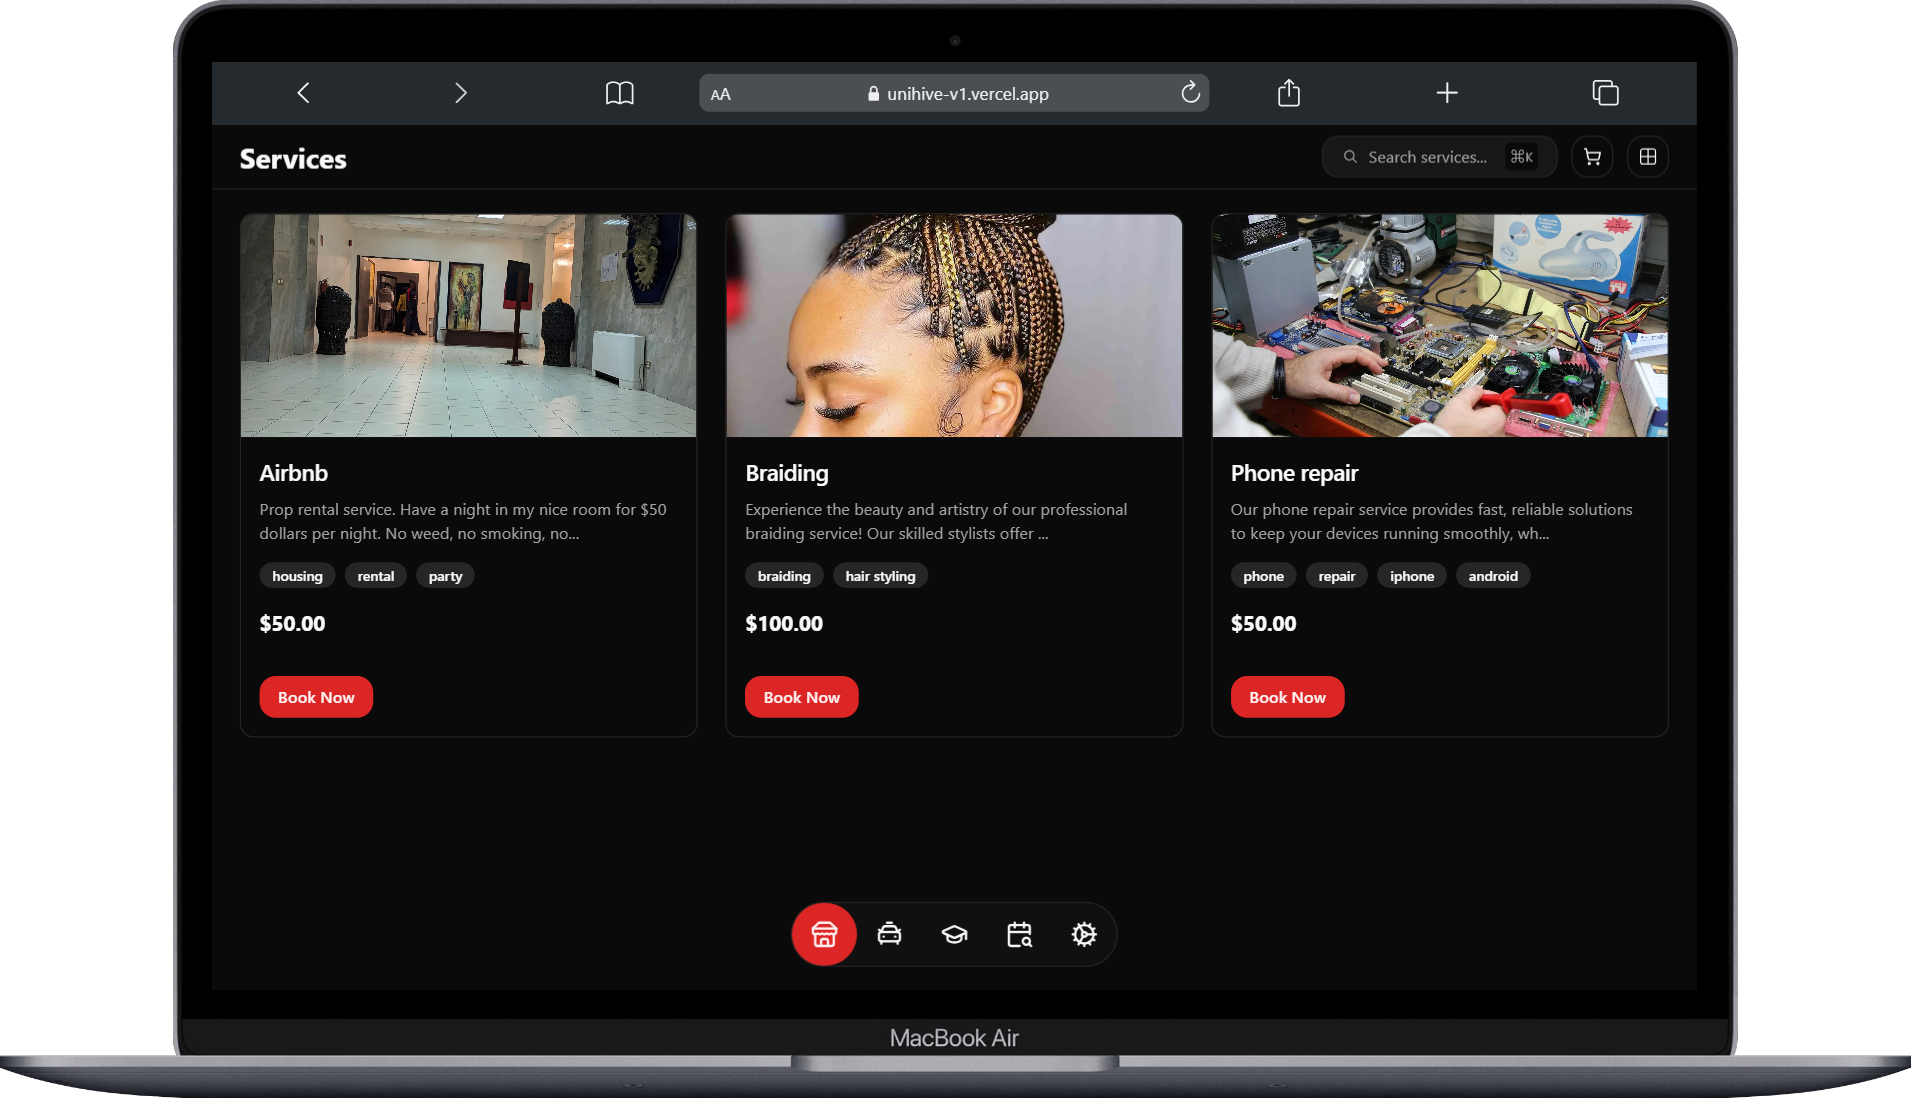 AA
unihive-v1.vercel.app
Services
Search services...
⌘K
Airbnb
Prop rental service. Have a night in my nice room for $50
dollars per night. No weed, no smoking, no...
housing
rental
party
$50.00
Book Now
Braiding
Experience the beauty and artistry of our professional
braiding service! Our skilled stylists offer ...
braiding
hair styling
$100.00
Book Now
Phone repair
Our phone repair service provides fast, reliable solutions
to keep your devices running smoothly, wh...
phone
repair
iphone
android
$50.00
Book Now
MacBook Air